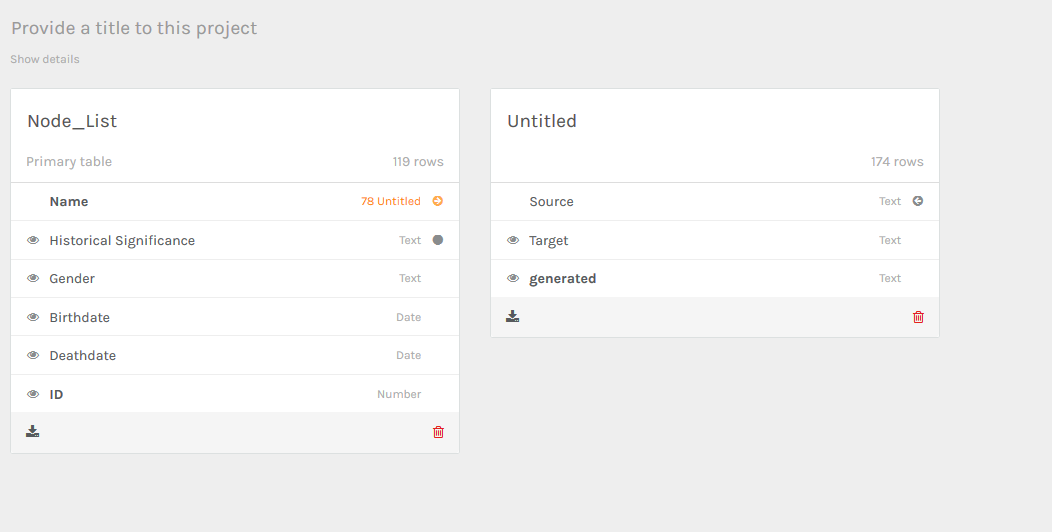 Provide a title to this project
Show details
Node_List
Primary table 119 rows
Name 78 Untitled
Historical Significance Text
Gender Text
Birthdate Date
Deathdate Date
ID Number
Untitled
174 rows
Source Text
Target Text
generated Text